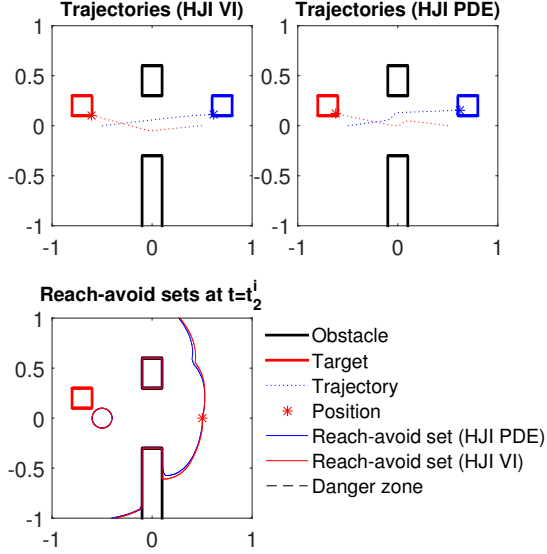 Trajectories (HJI VI)
Trajectories (HJI PDE)
1
0.5
0
-0.5
-1
-1
0
1
1
0.5
0
-0.5
-1
-1
0
1
Reach-avoid sets at t=t_2^i
1
0.5
0
-0.5
-1
-1
0
1
Obstacle
Target
Trajectory
Position
Reach-avoid set (HJI PDE)
Reach-avoid set (HJI VI)
Danger zone